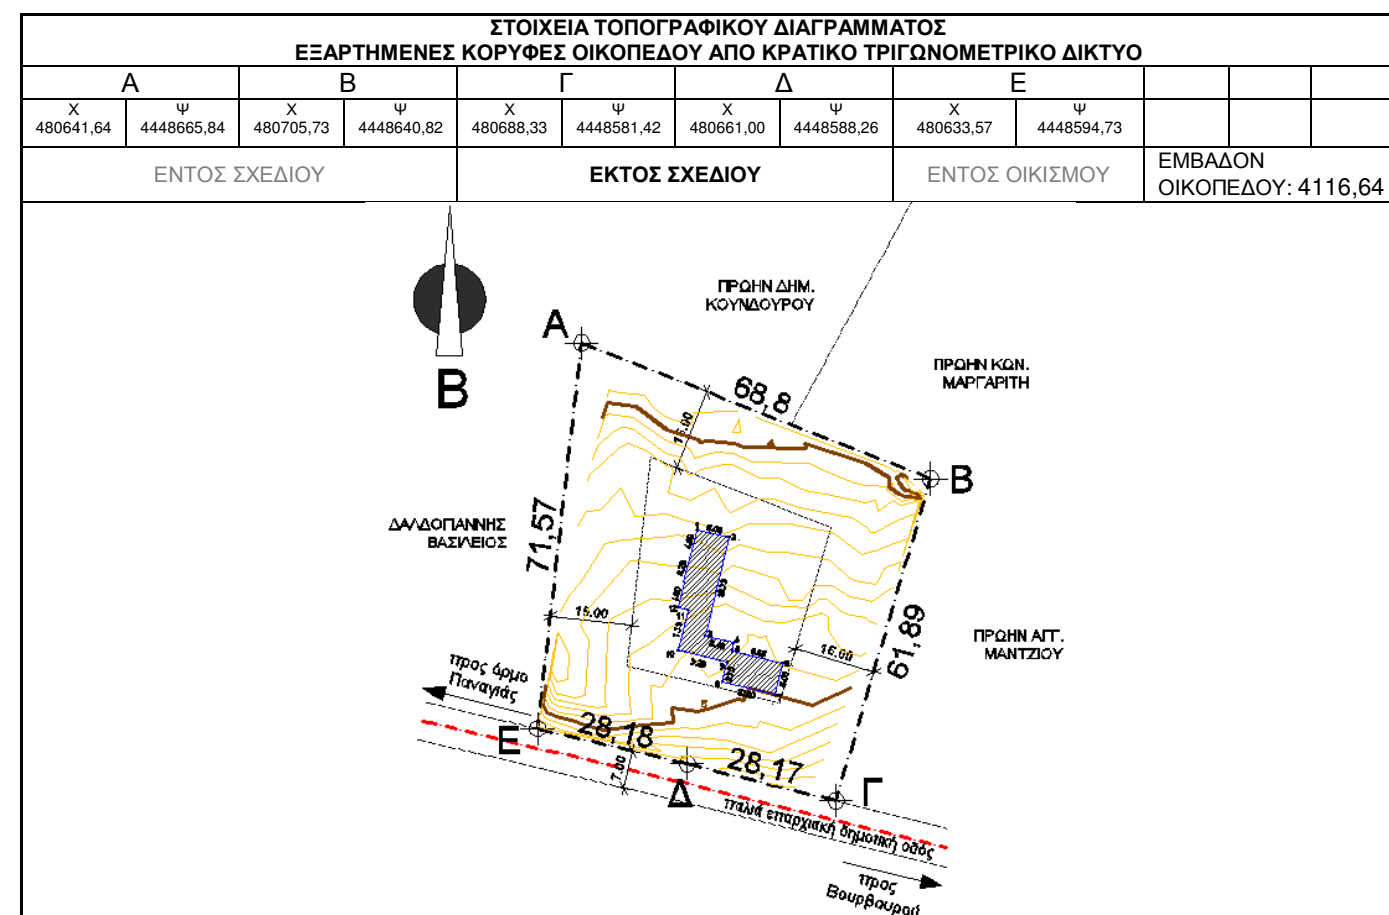 ΣΤΟΙΧΕΙΑ ΤΟΠΟΓΡΑΦΙΚΟΥ ΔΙΑΓΡΑΜΜΑΤΟΣ
ΕΞΑΡΤΗΜΕΝΕΣ ΚΟΡΥΦΕΣ ΟΙΚΟΠΕΔΟΥ ΑΠΟ ΚΡΑΤΙΚΟ ΤΡΙΓΩΝΟΜΕΤΡΙΚΟ ΔΙΚΤΥΟ
Α Β Γ Δ Ε
Χ Ψ Χ Ψ Χ Ψ Χ Ψ Χ Ψ
480641,64 4448665,84 480705,73 4448640,82 480688,33 4448581,42 480661,00 4448588,26 480633,57 4448594,73
ΕΝΤΟΣ ΣΧΕΔΙΟΥ ΕΚΤΟΣ ΣΧΕΔΙΟΥ ΕΝΤΟΣ ΟΙΚΙΣΜΟΥ
ΕΜΒΑΔΟΝ
ΟΙΚΟΠΕΔΟΥ: 4116,64
ΠΡΩΗΝ ΔΗΜ.
ΚΟΥΝΔΟΥΡΟΥ
Α
Β
68,8
ΠΡΩΗΝ ΚΩΝ.
ΜΑΡΓΑΡΙΤΗ
15.00
Β
ΔΑΛΔΟΓΙΑΝΝΗΣ
ΒΑΣΙΛΕΙΟΣ
71,57
15.00
15.00
61,89
ΠΡΩΗΝ ΑΓΓ.
ΜΑΝΤΖΙΟΥ
προς όρμο
Παναγιάς
Ε
28,18
7.00
Δ
28,17
Γ
παλιά επαρχιακή δημοτική οδός
προς
Βουρβουρού